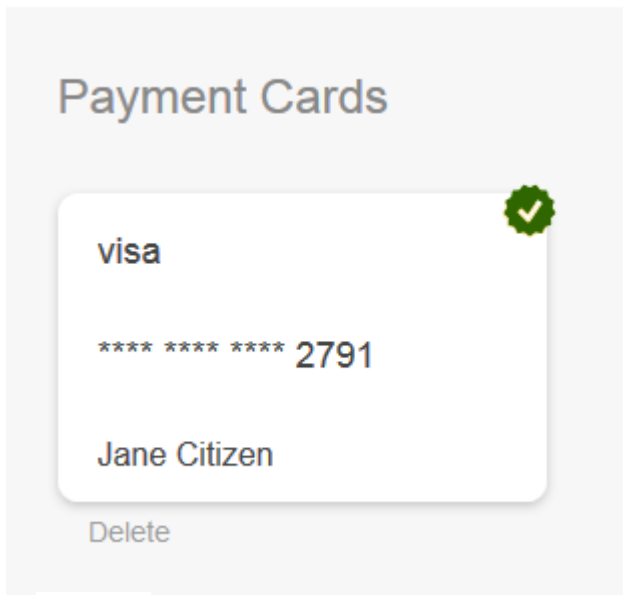 Payment Cards
visa
**** **** **** 2791
Jane Citizen
Delete